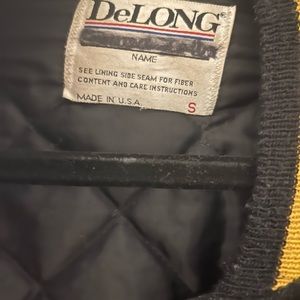 DeLONG
NAME
SEE LINING SIDE SEAM FOR FIBER
CONTENT AND CARE INSTRUCTIONS
MADE IN U.S.A. S